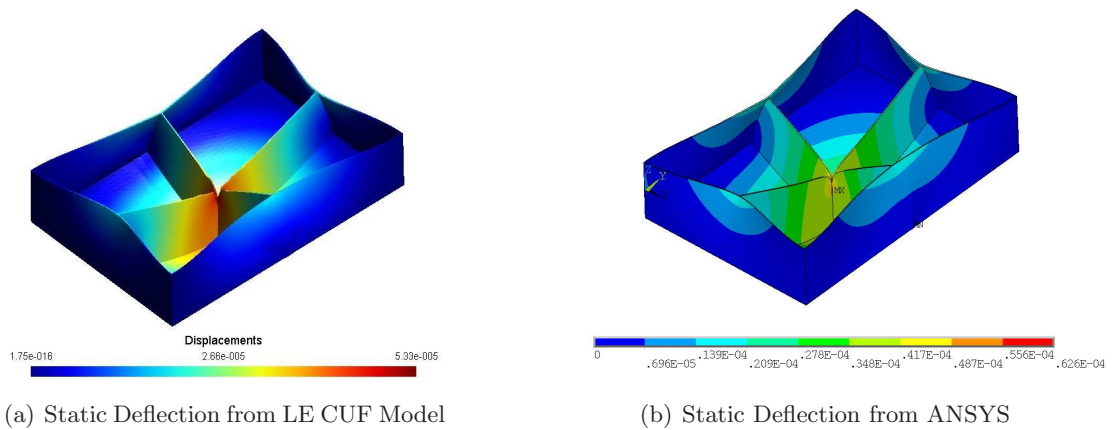 Z
Y
MX
Displacements
1.75e-016 2.66e-005 5.33e-005
0 .139E-04 .278E-04 .417E-04 .556E-04
.696E-05 .209E-04 .348E-04 .487E-04 .626E-04
(a) Static Deflection from LE CUF Model
(b) Static Deflection from ANSYS